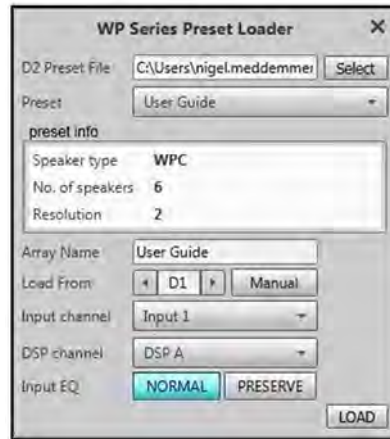 WP Series Preset Loader ×
D2 Preset File C:\Users\nigel.meddemmer Select
Preset User Guide
preset info
Speaker type WPC
No. of speakers 6
Resolution 2
Array Name User Guide
Load From D1 Manual
Input channel Input 1
DSP channel DSP A
Input EQ NORMAL PRESERVE
LOAD